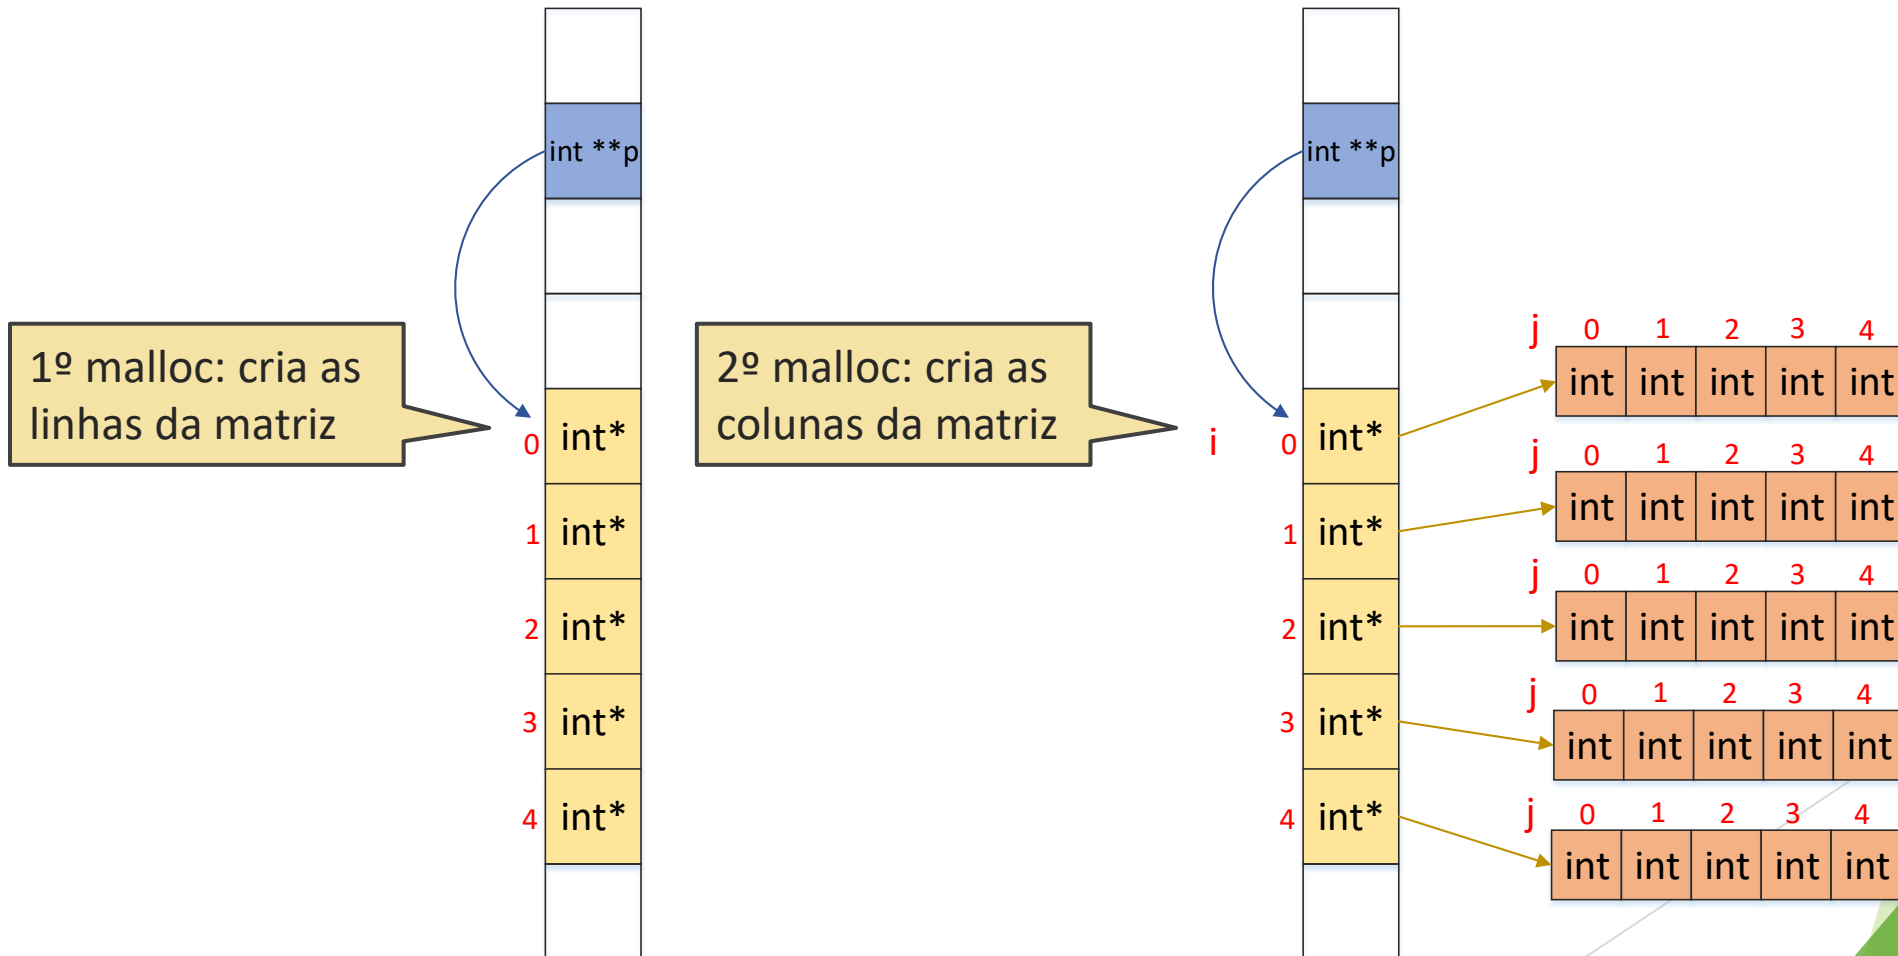 int **p
1º malloc: cria as
linhas da matriz
0 int*
1 int*
2 int*
3 int*
4 int*
int **p
2º malloc: cria as
colunas da matriz
i
0 int*
1 int*
2 int*
3 int*
4 int*
j 0 1 2 3 4
int int int int int
j 0 1 2 3 4
int int int int int
j 0 1 2 3 4
int int int int int
j 0 1 2 3 4
int int int int int
j 0 1 2 3 4
int int int int int